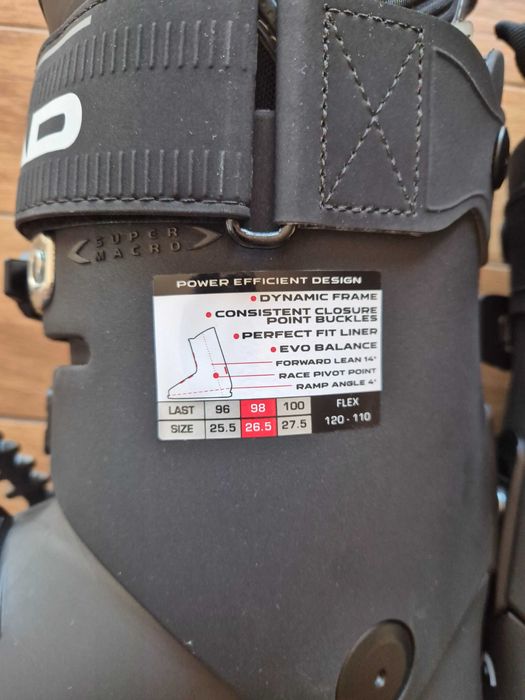 AD
SUPER
MACRO
POWER EFFICIENT DESIGN
• DYNAMIC FRAME
• CONSISTENT CLOSURE
POINT BUCKLES
• PERFECT FIT LINER
• EVO BALANCE
FORWARD LEAN 14°
RACE PIVOT POINT
RAMP ANGLE 4°
LAST 96 98 100 FLEX
SIZE 25.5 26.5 27.5 120 - 110